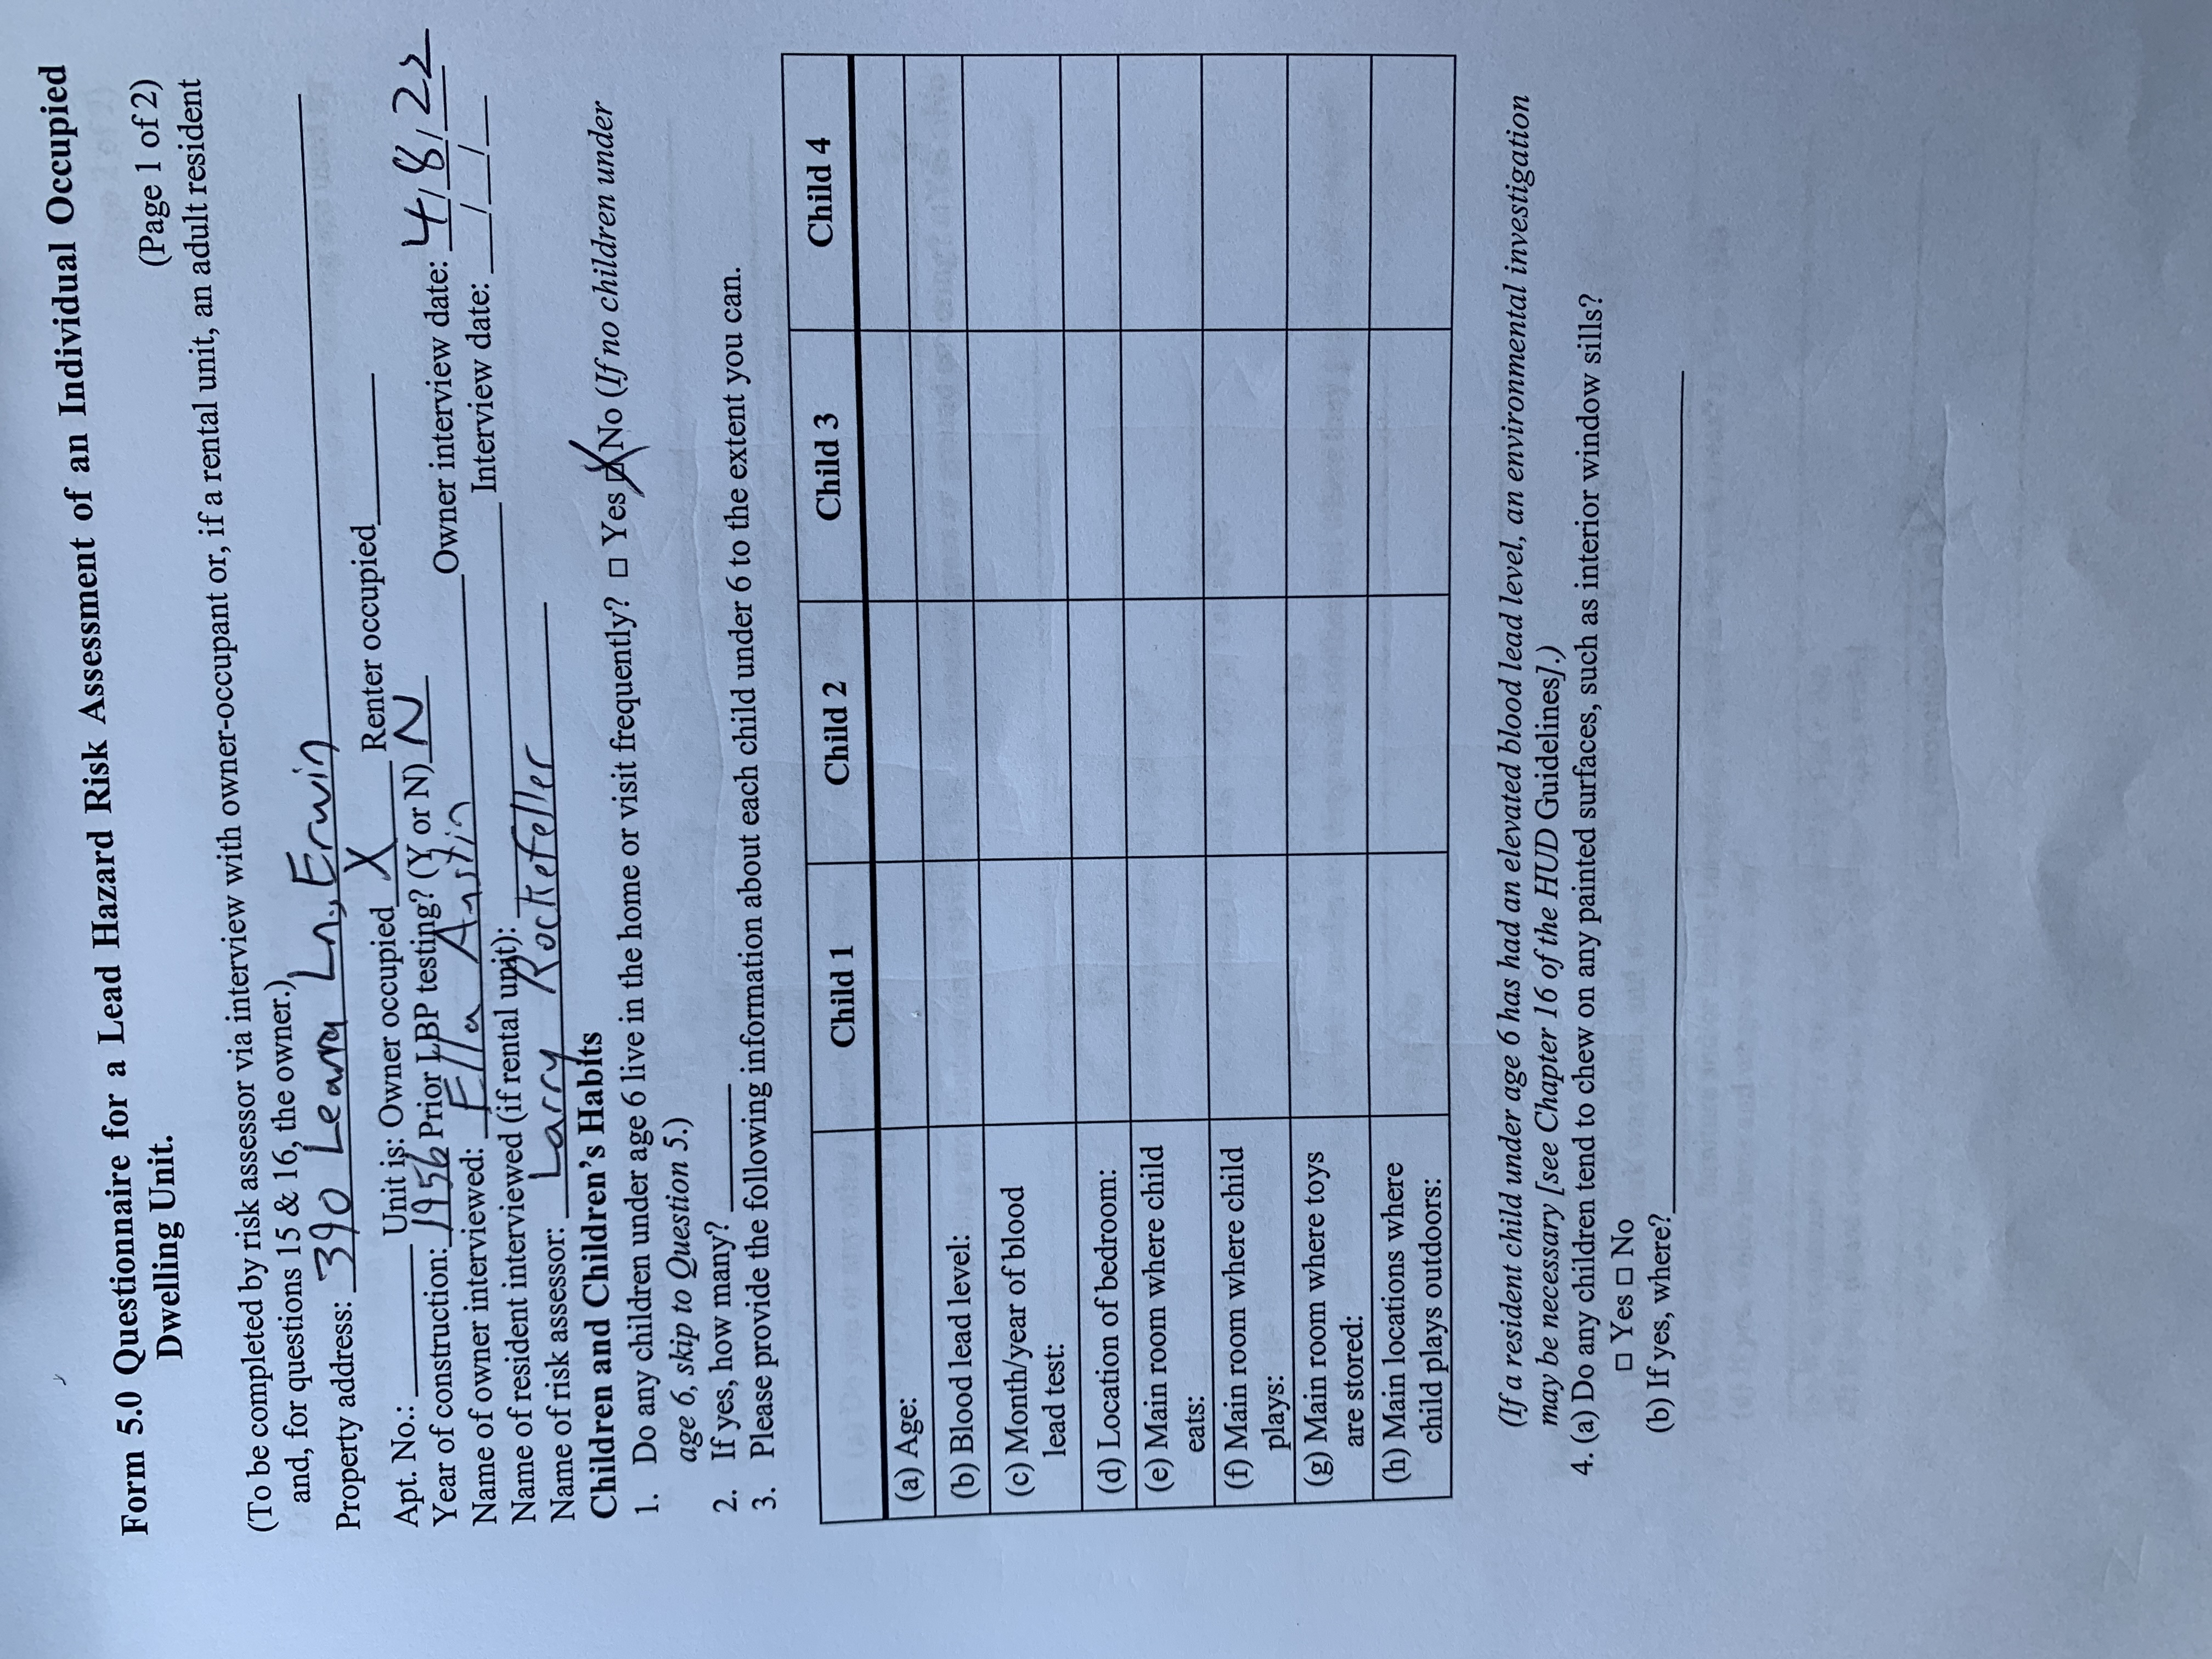 Form 5.0 Questionnaire for a Lead Hazard Risk Assessment of an Individual Occupied
Dwelling Unit.
(Page 1 of 2)
(To be completed by risk assessor via interview with owner-occupant or, if a rental unit, an adult resident
and, for questions 15 & 16, the owner.)
Property address: 390 Ln., Erwin
Apt. No.: Unit is: Owner occupied X Renter occupied
Year of construction: 1956 Prior LBP testing? (Y or N) N
Name of owner interviewed: Ella Austin Owner interview date: 4/8/22
Name of resident interviewed (if rental unit): Interview date: / /
Name of risk assessor: Larry Rockefeller
Children and Children's Habits
1. Do any children under age 6 live in the home or visit frequently? □ Yes ☒ No (If no children under
age 6, skip to Question 5.)
2. If yes, how many?
3. Please provide the following information about each child under 6 to the extent you can.
Child 1 Child 2 Child 3 Child 4
(a) Age:
(b) Blood lead level:
(c) Month/year of blood
lead test:
(d) Location of bedroom:
(e) Main room where child
eats:
(f) Main room where child
plays:
(g) Main room where toys
are stored:
(h) Main locations where
child plays outdoors:
(If a resident child under age 6 has had an elevated blood lead level, an environmental investigation
may be necessary [see Chapter 16 of the HUD Guidelines].)
4. (a) Do any children tend to chew on any painted surfaces, such as interior window sills?
□ Yes □ No
(b) If yes, where?